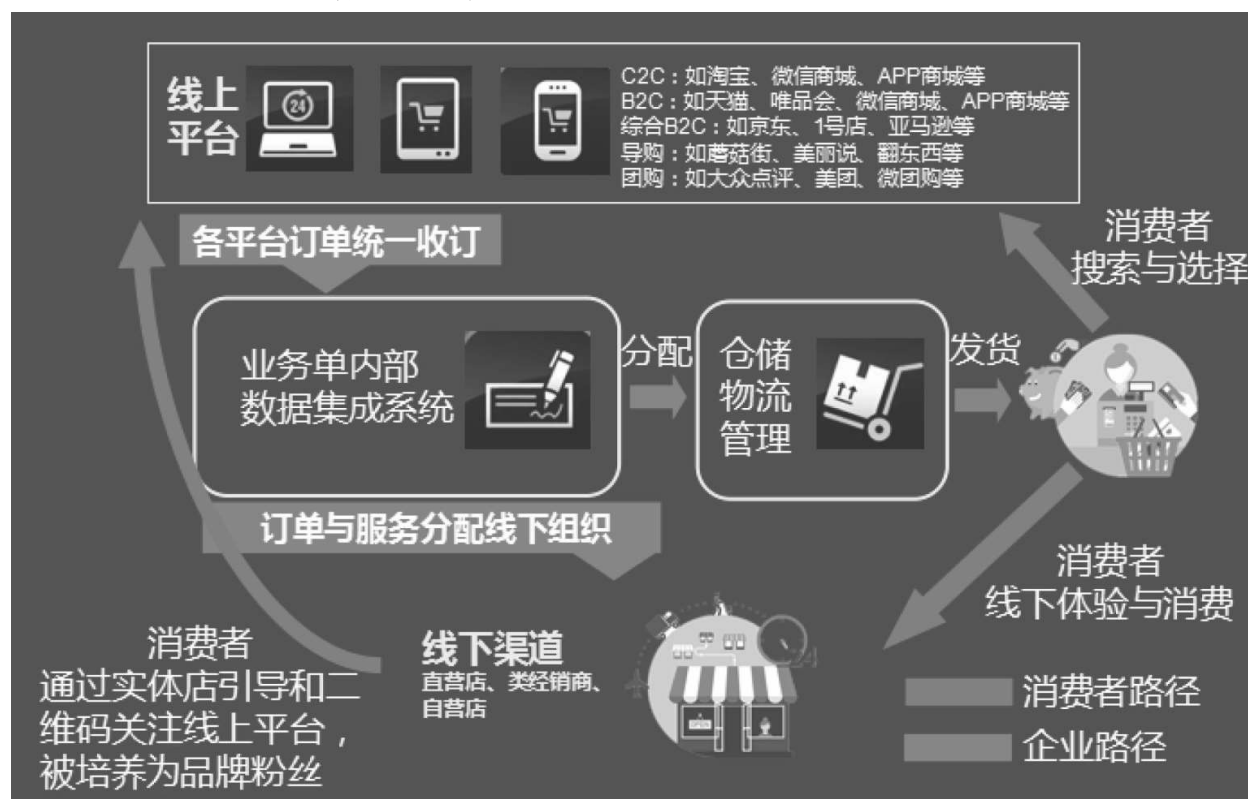 线上
平台
C2C：如淘宝、微信商城、APP商城等
B2C：如天猫、唯品会、微信商城、APP商城等
综合B2C：如京东、1号店、亚马逊等
导购：如蘑菇街、美丽说、翻东西等
团购：如大众点评、美团、微团购等
24
各平台订单统一收订
消费者
搜索与选择
业务单内部
数据集成系统
分配
仓储
物流
管理
发货
订单与服务分配线下组织
消费者
线下体验与消费
消费者
通过实体店引导和二
维码关注线上平台，
被培养为品牌粉丝
线下渠道
直营店、类经销商、
自营店
OPEN
24
消费者路径
企业路径